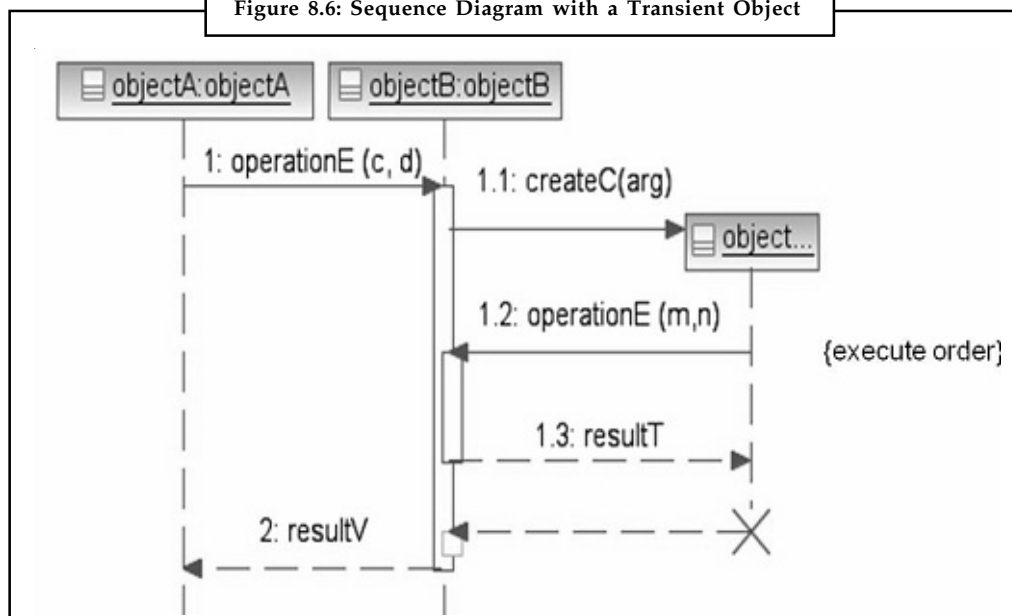 Figure 8.6: Sequence Diagram with a Transient Object
objectA:objectA
objectB:objectB
1: operationE (c, d)
1.1: createC(arg)
object...
1.2: operationE (m,n)
{execute order}
1.3: resultT
2: resultV